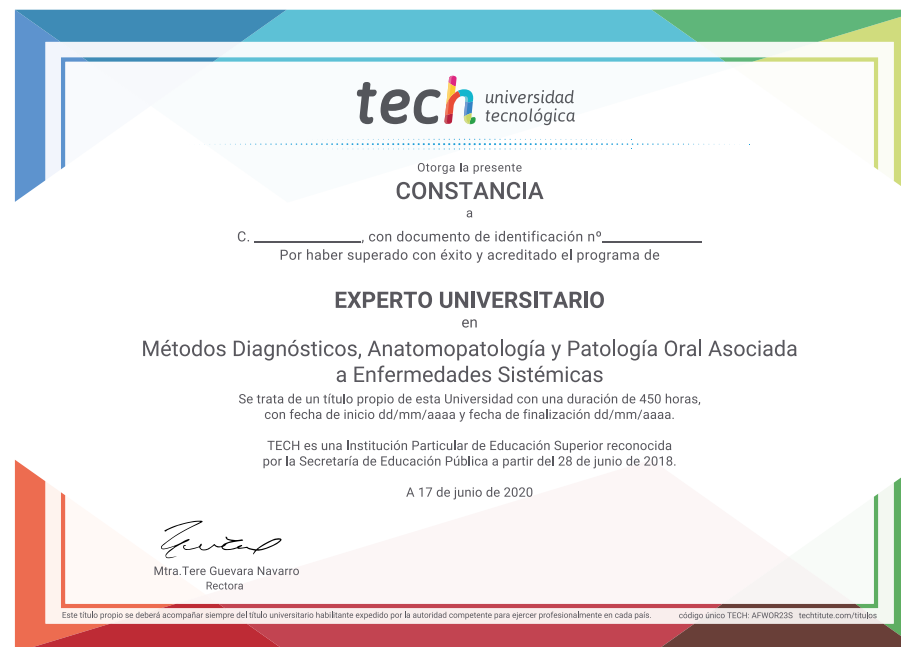 tech universidad
tecnológica
Otorga la presente
CONSTANCIA
a
C. ____________, con documento de identificación nº____________
Por haber superado con éxito y acreditado el programa de
EXPERTO UNIVERSITARIO
en
Métodos Diagnósticos, Anatomopatología y Patología Oral Asociada
a Enfermedades Sistémicas
Se trata de un título propio de esta Universidad con una duración de 450 horas,
con fecha de inicio dd/mm/aaaa y fecha de finalización dd/mm/aaaa.
TECH es una Institución Particular de Educación Superior reconocida
por la Secretaría de Educación Pública a partir del 28 de junio de 2018.
A 17 de junio de 2020
Mtra.Tere Guevara Navarro
Rectora
Este título propio se deberá acompañar siempre del título universitario habilitante expedido por la autoridad competente para ejercer profesionalmente en cada país. código único TECH: AFWOR23S techtitute.com/títulos